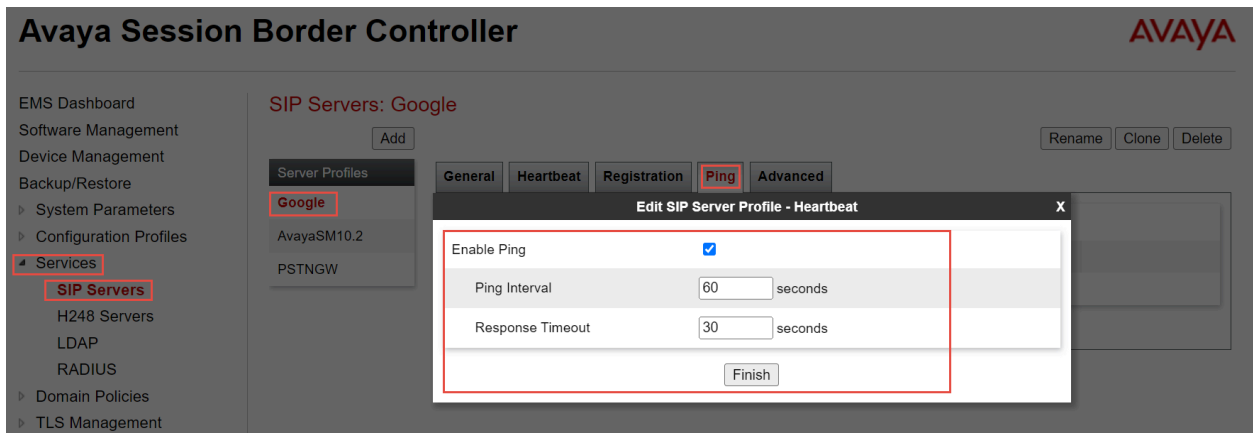 Avaya Session Border Controller
AVAYA
EMS Dashboard
Software Management
Device Management
Backup/Restore
System Parameters
Configuration Profiles
Services
SIP Servers
H248 Servers
LDAP
RADIUS
Domain Policies
TLS Management
SIP Servers: Google
Add
Rename Clone Delete
Server Profiles
Google
AvayaSM10.2
PSTNGW
General Heartbeat Registration Ping Advanced
Edit SIP Server Profile - Heartbeat X
Enable Ping
Ping Interval 60 seconds
Response Timeout 30 seconds
Finish